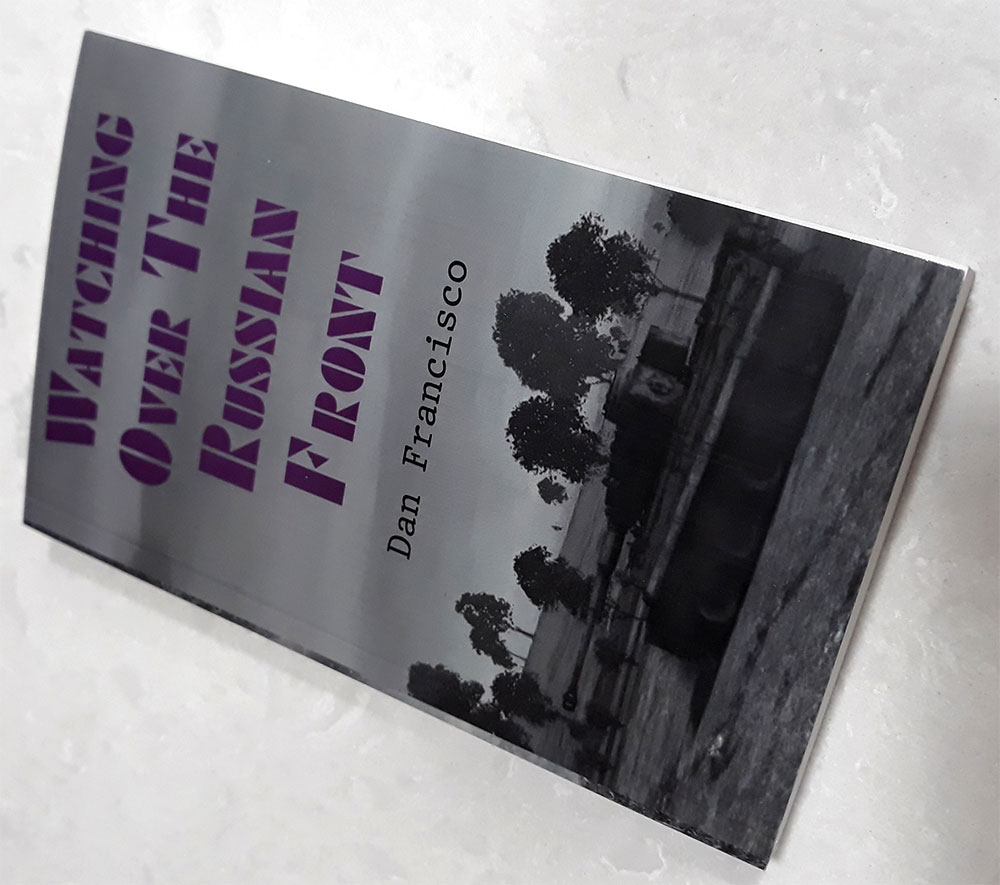 WATCHING
OVER THE
RUSSIAN
FRONT
Dan Francisco